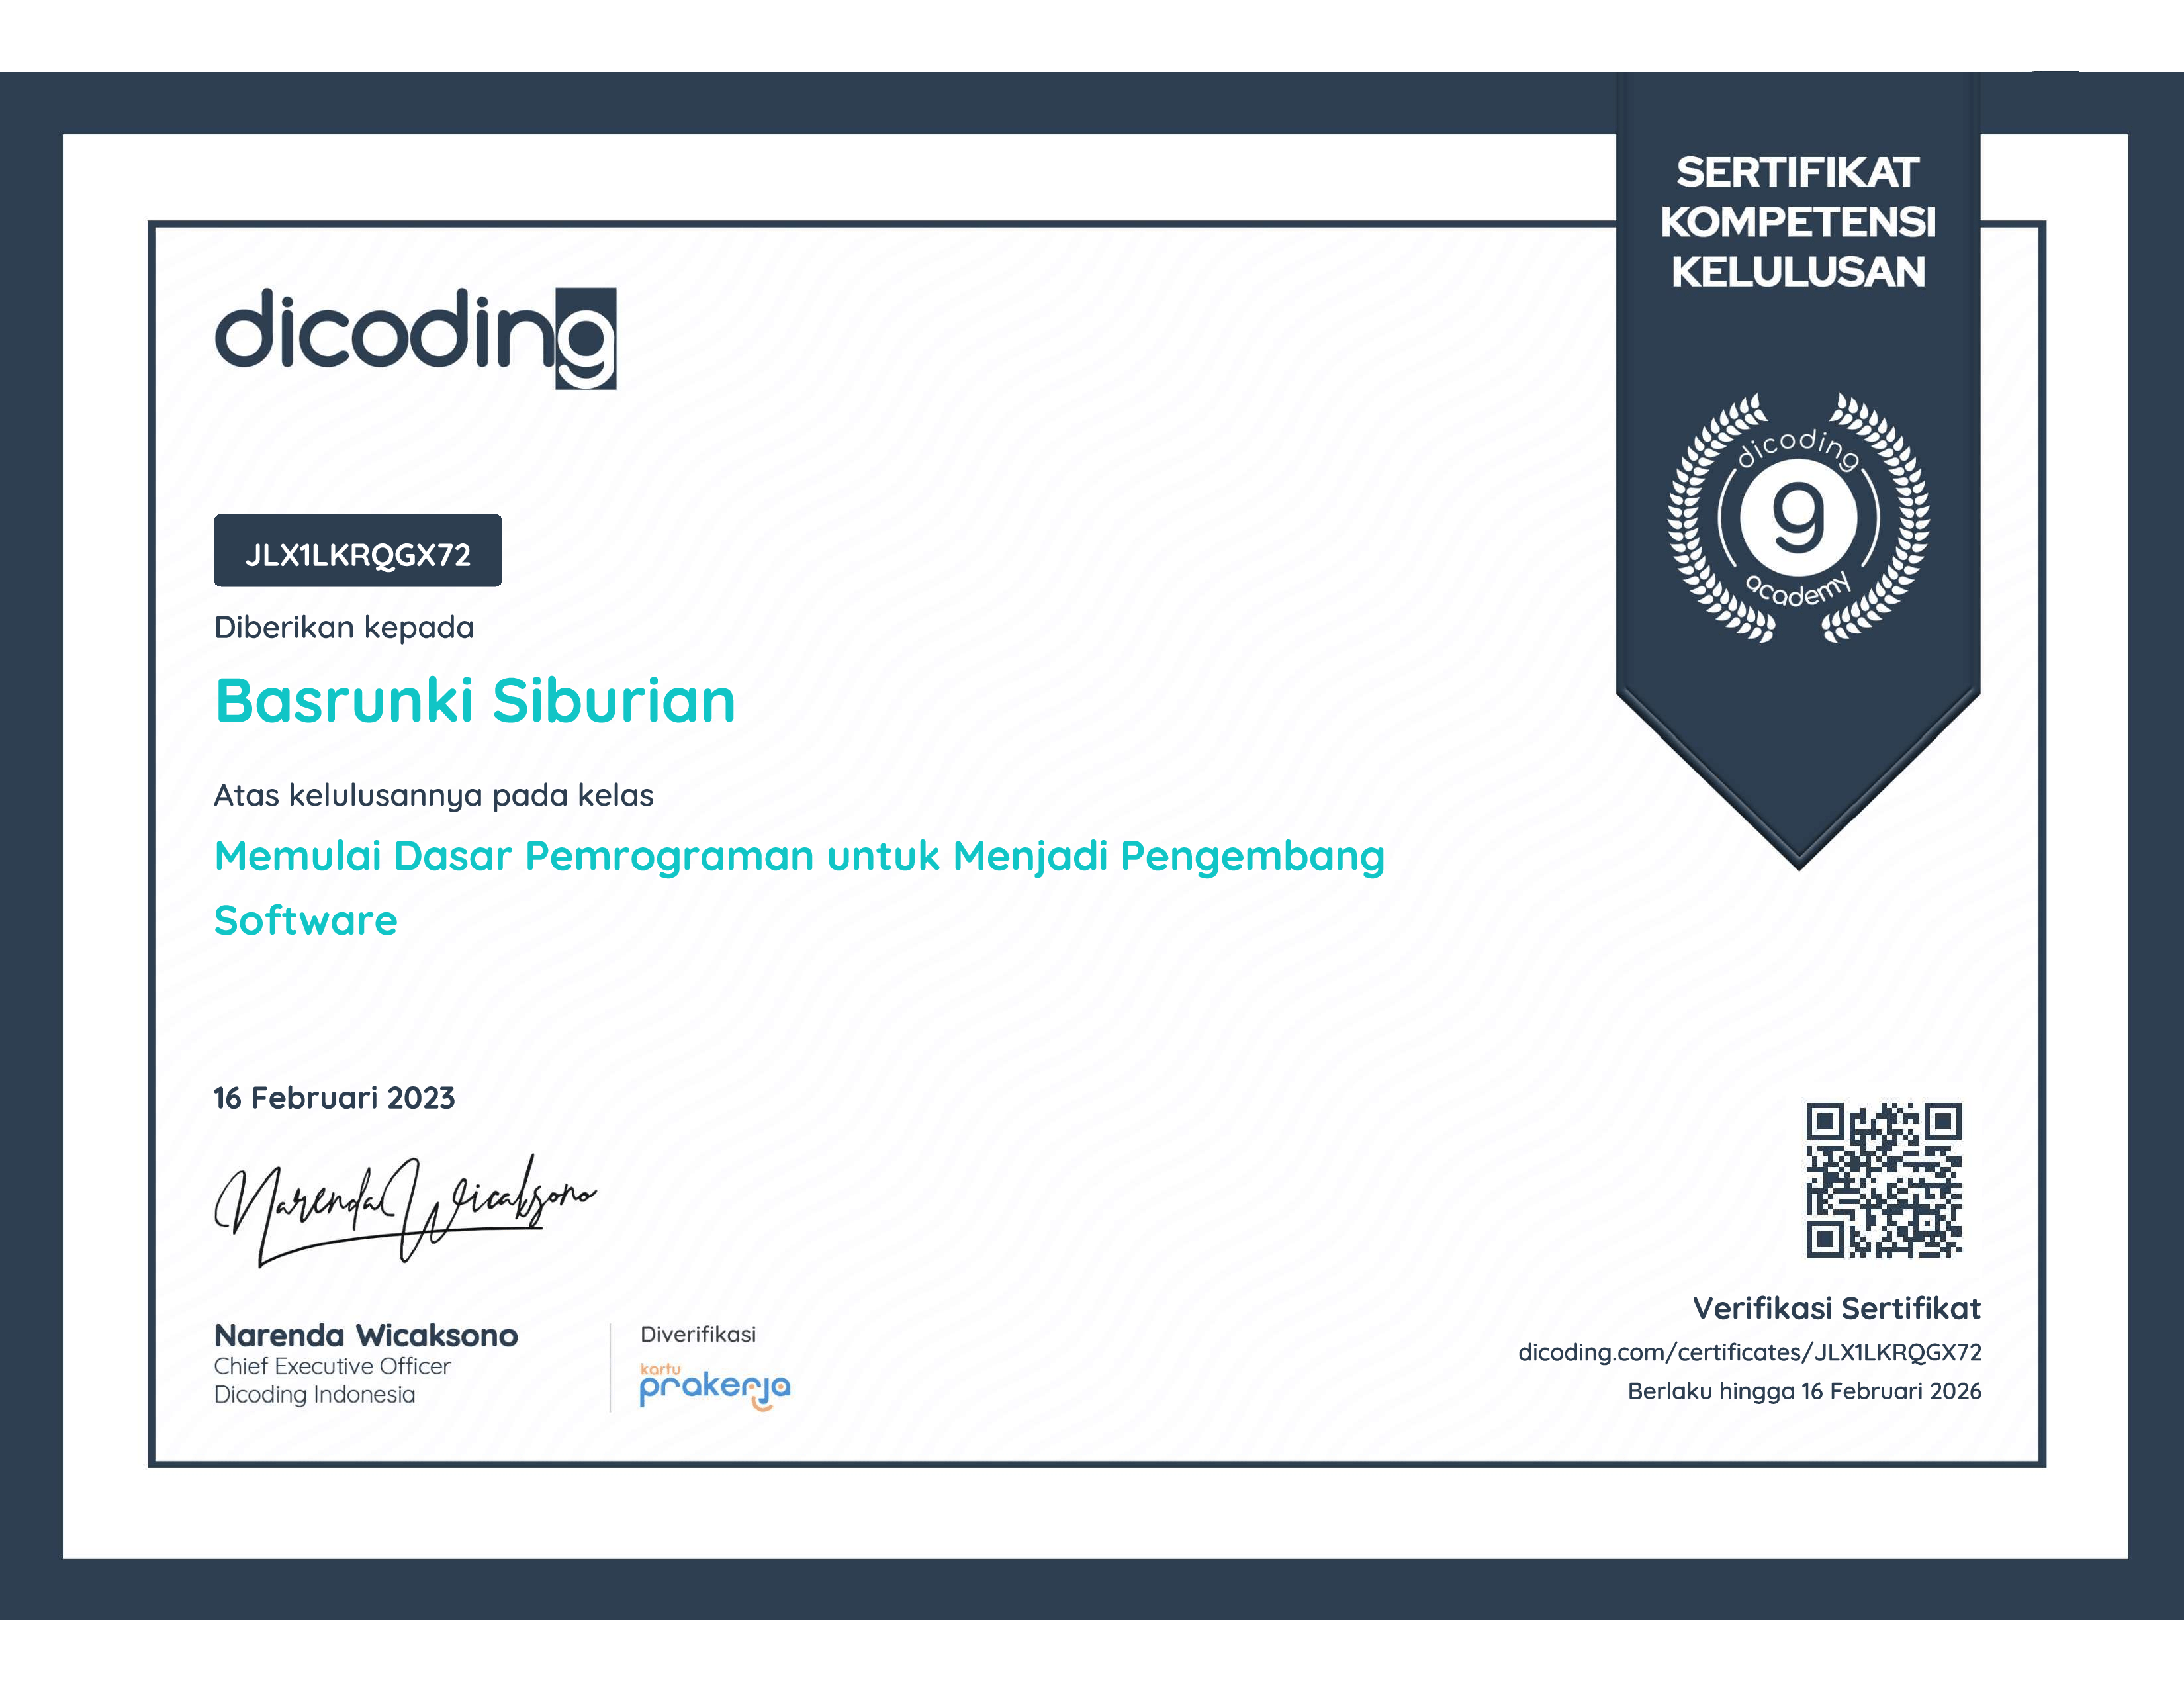 SERTIFIKAT
KOMPETENSI
KELULUSAN
dicoding
dicoding
g
academy
JLX1LKRQGX72
Diberikan kepada
Basrunki Siburian
Atas kelulusannya pada kelas
Memulai Dasar Pemrograman untuk Menjadi Pengembang
Software
16 Februari 2023
Narenda Wicaksono
Narenda Wicaksono
Chief Executive Officer
Dicoding Indonesia
Diverifikasi
kartu
prakerja
Verifikasi Sertifikat
dicoding.com/certificates/JLX1LKRQGX72
Berlaku hingga 16 Februari 2026